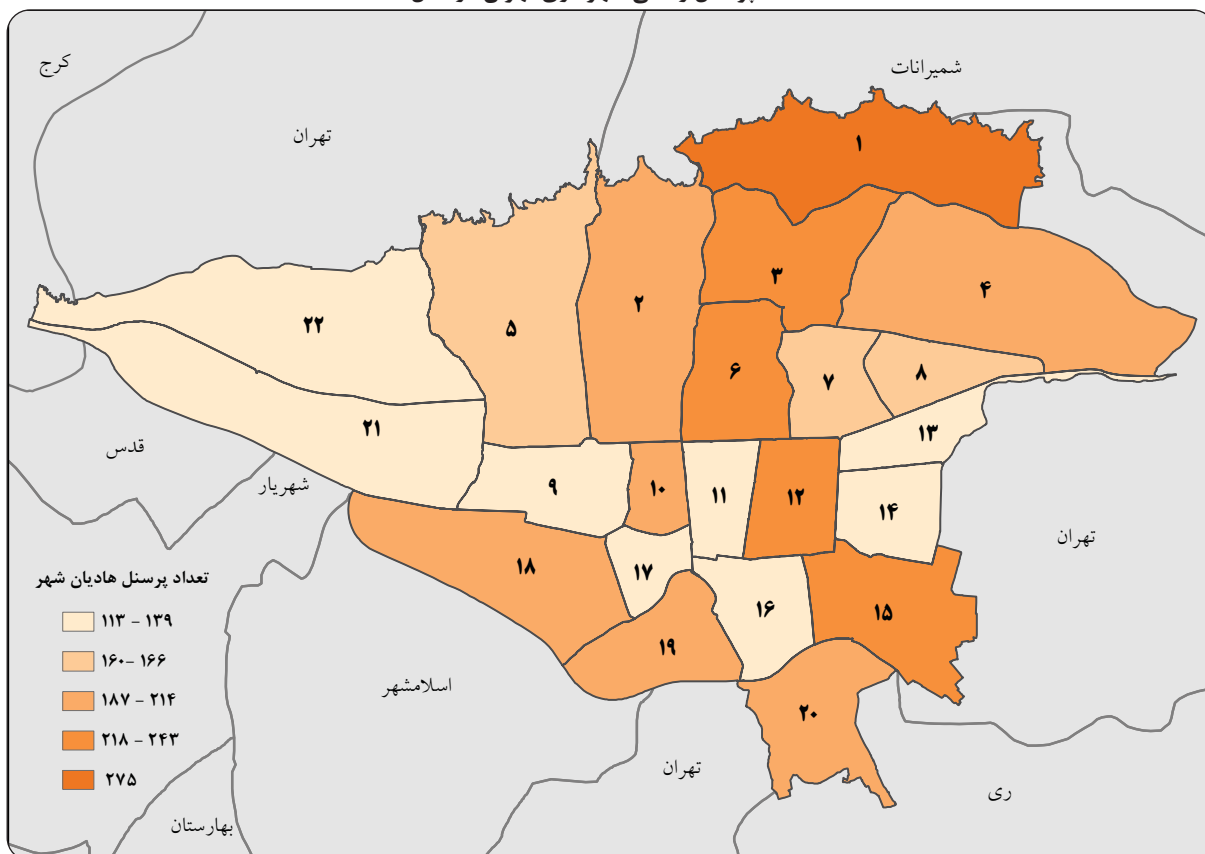 کرج
شمیرانات
تهران
۱
۲
۳
۴
۵
۶
۷
۸
۲۲
۲۱
۱۳
قدس
شهریار
۹
۱۰
۱۱
۱۲
۱۴
تهران
۱۸
۱۷
۱۶
۱۵
۱۹
۲۰
اسلامشهر
تهران
ری
بهارستان
تعداد پرسنل هادیان شهر
۱۱۳ - ۱۳۹
۱۶۰- ۱۶۶
۱۸۷ - ۲۱۴
۲۱۸ - ۲۴۳
۲۷۵